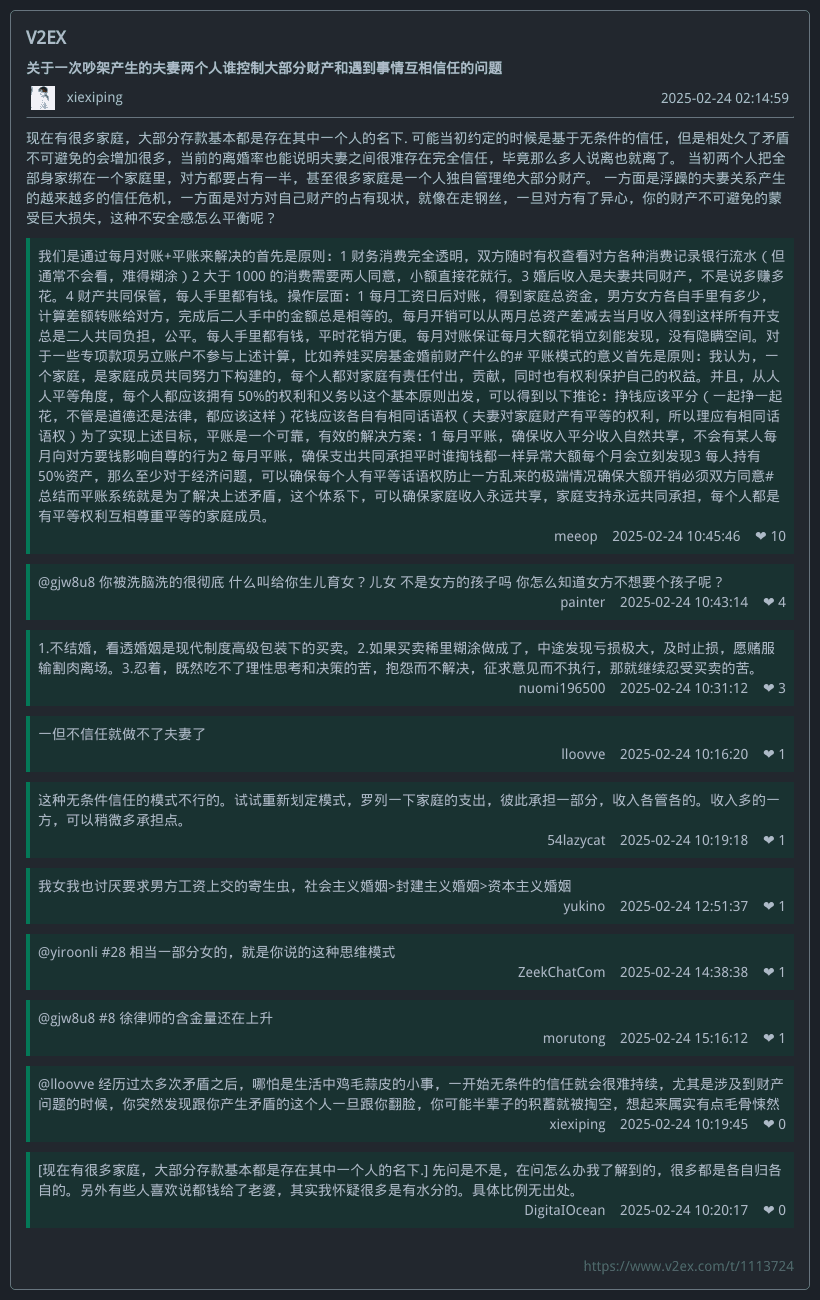 V2EX
关于一次吵架产生的夫妻两个人谁控制大部分财产和遇到事情互相信任的问题
xiexiping 2025-02-24 02:14:59
现在有很多家庭，大部分存款基本都是存在其中一个人的名下. 可能当初约定的时候是基于无条件的信任，但是相处久了矛盾
不可避免的会增加很多，当前的离婚率也能说明夫妻之间很难存在完全信任，毕竟那么多人说离也就离了。 当初两个人把全
部身家绑在一个家庭里，对方都要占有一半，甚至很多家庭是一个人独自管理绝大部分财产。 一方面是浮躁的夫妻关系产生
的越来越多的信任危机，一方面是对方对自己财产的占有现状，就像在走钢丝，一旦对方有了异心，你的财产不可避免的蒙
受巨大损失，这种不安全感怎么平衡呢？
我们是通过每月对账+平账来解决的首先是原则：1 财务消费完全透明，双方随时有权查看对方各种消费记录银行流水（但
通常不会看，难得糊涂）2 大于 1000 的消费需要两人同意，小额直接花就行。3 婚后收入是夫妻共同财产，不是说多赚多
花。4 财产共同保管，每人手里都有钱。操作层面：1 每月工资日后对账，得到家庭总资金，男方女方各自手里有多少，
计算差额转账给对方，完成后二人手中的金额总是相等的。每月开销可以从两月总资产差减去当月收入得到这样所有开支
总是二人共同负担，公平。每人手里都有钱，平时花销方便。每月对账保证每月大额花销立刻能发现，没有隐瞒空间。对
于一些专项款项另立账户不参与上述计算，比如养娃买房基金婚前财产什么的# 平账模式的意义首先是原则：我认为，一
个家庭，是家庭成员共同努力下构建的，每个人都对家庭有责任付出，贡献，同时也有权利保护自己的权益。并且，从人
人平等角度，每个人都应该拥有 50%的权利和义务以这个基本原则出发，可以得到以下推论：挣钱应该平分（一起挣一起
花，不管是道德还是法律，都应该这样）花钱应该各自有相同话语权（夫妻对家庭财产有平等的权利，所以理应有相同话
语权）为了实现上述目标，平账是一个可靠，有效的解决方案：1 每月平账，确保收入平分收入自然共享，不会有某人每
月向对方要钱影响自尊的行为2 每月平账，确保支出共同承担平时谁掏钱都一样异常大额每个月会立刻发现3 每人持有
50%资产，那么至少对于经济问题，可以确保每个人有平等话语权防止一方乱来的极端情况确保大额开销必须双方同意#
总结而平账系统就是为了解决上述矛盾，这个体系下，可以确保家庭收入永远共享，家庭支持永远共同承担，每个人都是
有平等权利互相尊重平等的家庭成员。
meeop 2025-02-24 10:45:46 ❤ 10
@gjw8u8 你被洗脑洗的很彻底 什么叫给你生儿育女？儿女 不是女方的孩子吗 你怎么知道女方不想要个孩子呢？
painter 2025-02-24 10:43:14 ❤ 4
1.不结婚，看透婚姻是现代制度高级包装下的买卖。2.如果买卖稀里糊涂做成了，中途发现亏损极大，及时止损，愿赌服
输割肉离场。3.忍着，既然吃不了理性思考和决策的苦，抱怨而不解决，征求意见而不执行，那就继续忍受买卖的苦。
nuomi196500 2025-02-24 10:31:12 ❤ 3
一但不信任就做不了夫妻了
lloovve 2025-02-24 10:16:20 ❤ 1
这种无条件信任的模式不行的。试试重新划定模式，罗列一下家庭的支出，彼此承担一部分，收入各管各的。收入多的一
方，可以稍微多承担点。
54lazycat 2025-02-24 10:19:18 ❤ 1
我女我也讨厌要求男方工资上交的寄生虫，社会主义婚姻>封建主义婚姻>资本主义婚姻
yukino 2025-02-24 12:51:37 ❤ 1
@yiroonli #28 相当一部分女的，就是你说的这种思维模式
ZeekChatCom 2025-02-24 14:38:38 ❤ 1
@gjw8u8 #8 徐律师的含金量还在上升
morutong 2025-02-24 15:16:12 ❤ 1
@lloovve 经历过太多次矛盾之后，哪怕是生活中鸡毛蒜皮的小事，一开始无条件的信任就会很难持续，尤其是涉及到财产
问题的时候，你突然发现跟你产生矛盾的这个人一旦跟你翻脸，你可能半辈子的积蓄就被掏空，想起来属实有点毛骨悚然
xiexiping 2025-02-24 10:19:45 ❤ 0
[现在有很多家庭，大部分存款基本都是存在其中一个人的名下.] 先问是不是，在问怎么办我了解到的，很多都是各自归各
自的。另外有些人喜欢说都钱给了老婆，其实我怀疑很多是有水分的。具体比例无出处。
DigitaIOcean 2025-02-24 10:20:17 ❤ 0
https://www.v2ex.com/t/1113724